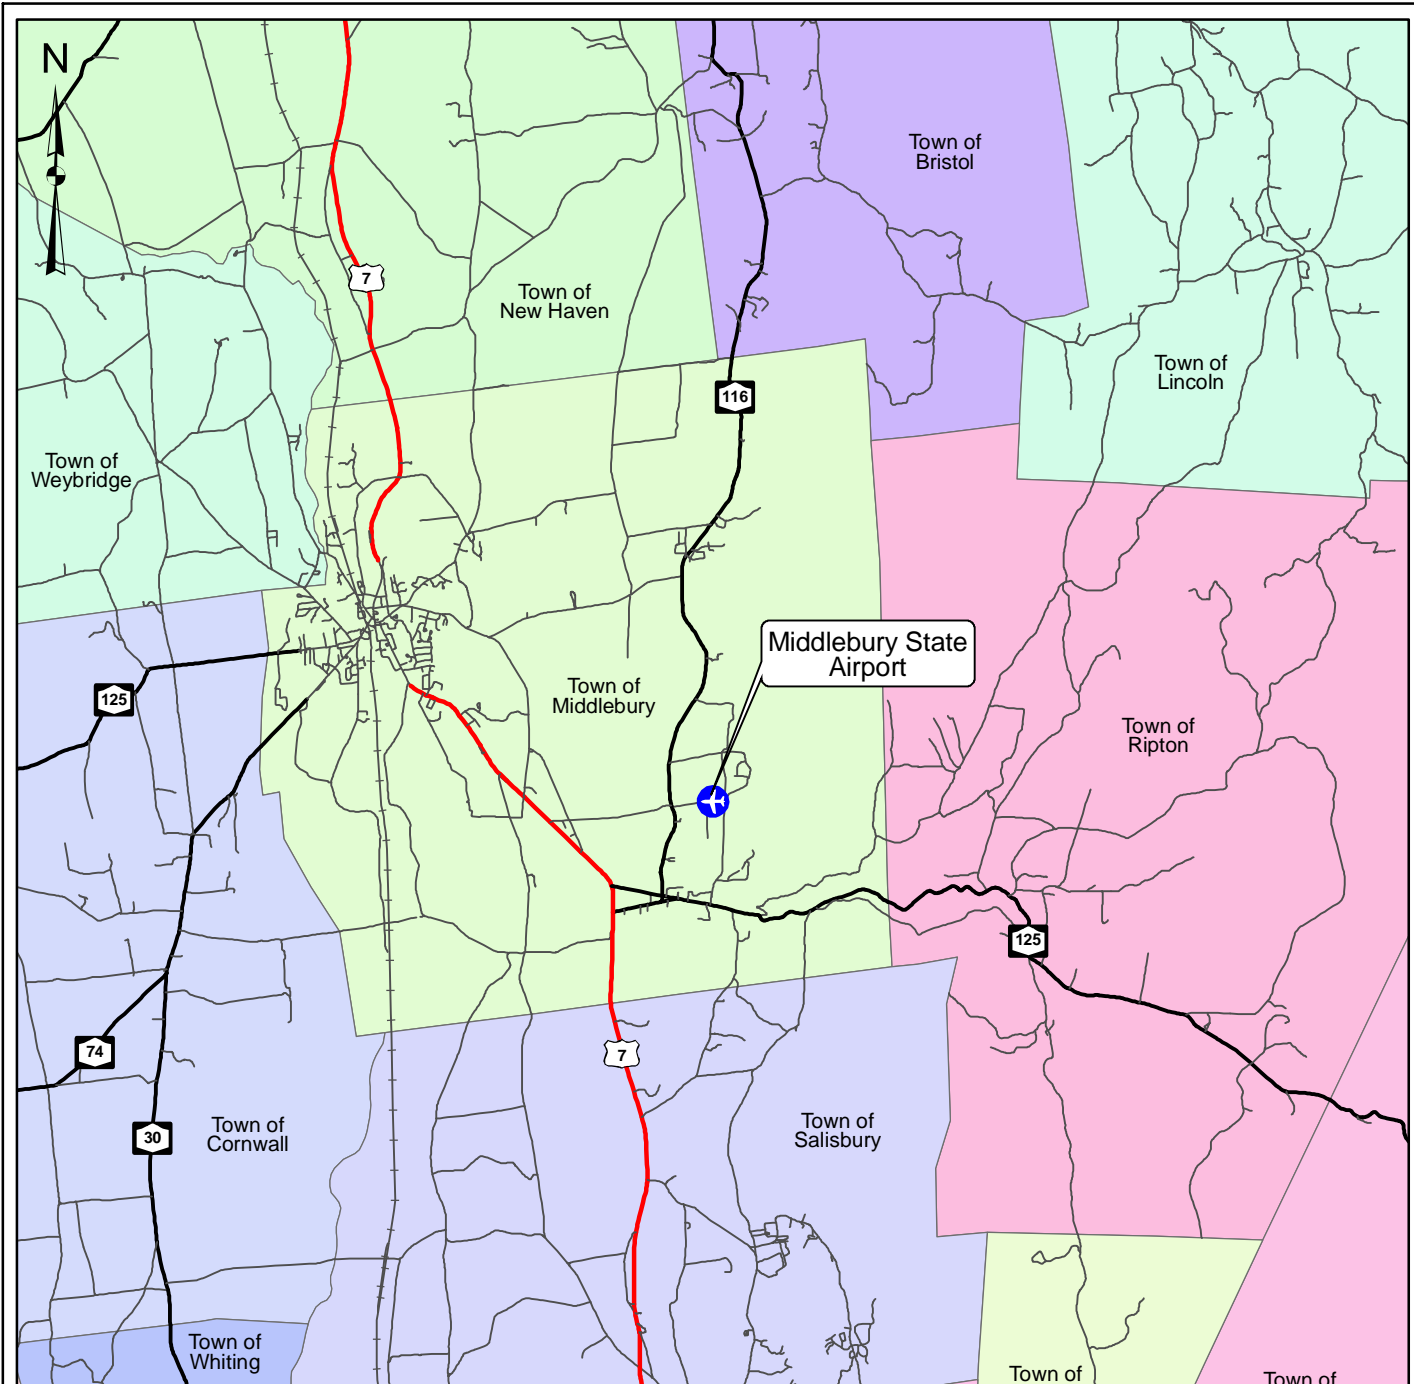 N
Town of
Bristol
7
Town of
New Haven
Town of
Lincoln
116
Town of
Weybridge
Middlebury State
Airport
125
Town of
Middlebury
Town of
Ripton
125
74
7
30
Town of
Cornwall
Town of
Salisbury
Town of
Whiting
Town of
Town of